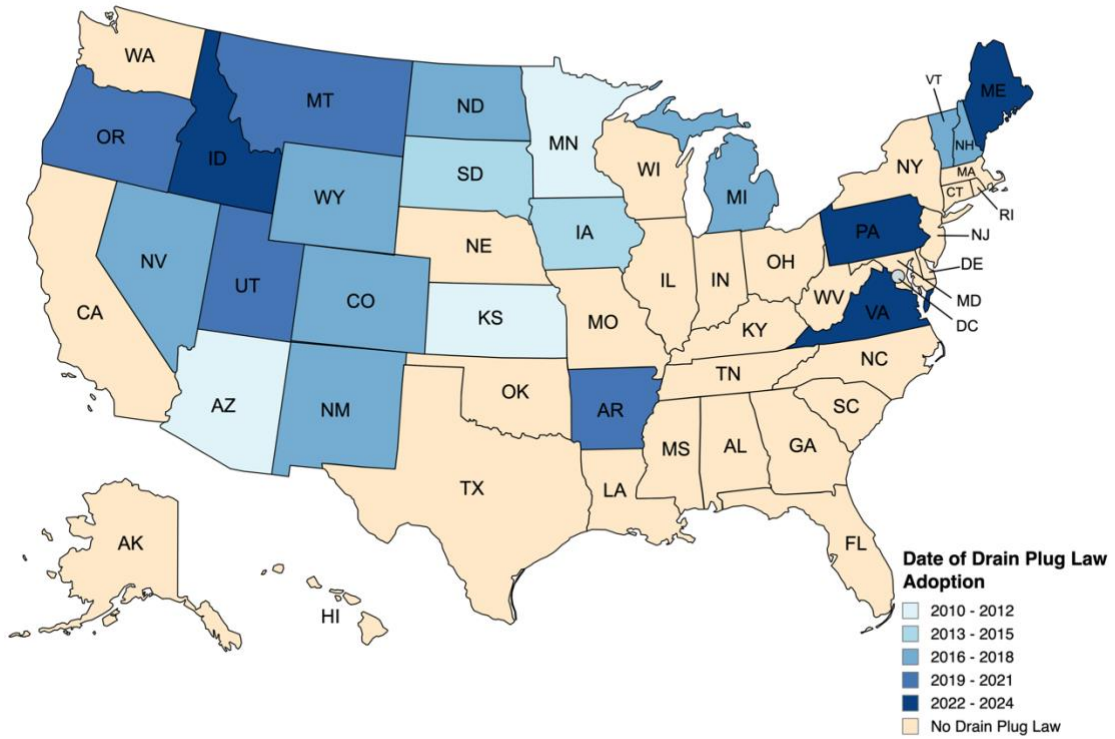 WA
MT
ND
MN
VT
ME
OR
ID
SD
WI
NY
NH
MA
WY
MI
CT
RI
IA
PA
NJ
NE
NV
UT
CO
IL
IN
OH
DE
CA
KS
MO
WV
MD
VA
KY
DC
AZ
NM
OK
AR
TN
NC
SC
TX
MS
AL
GA
LA
AK
HI
FL
Date of Drain Plug Law
Adoption
2010 - 2012
2013 - 2015
2016 - 2018
2019 - 2021
2022 - 2024
No Drain Plug Law